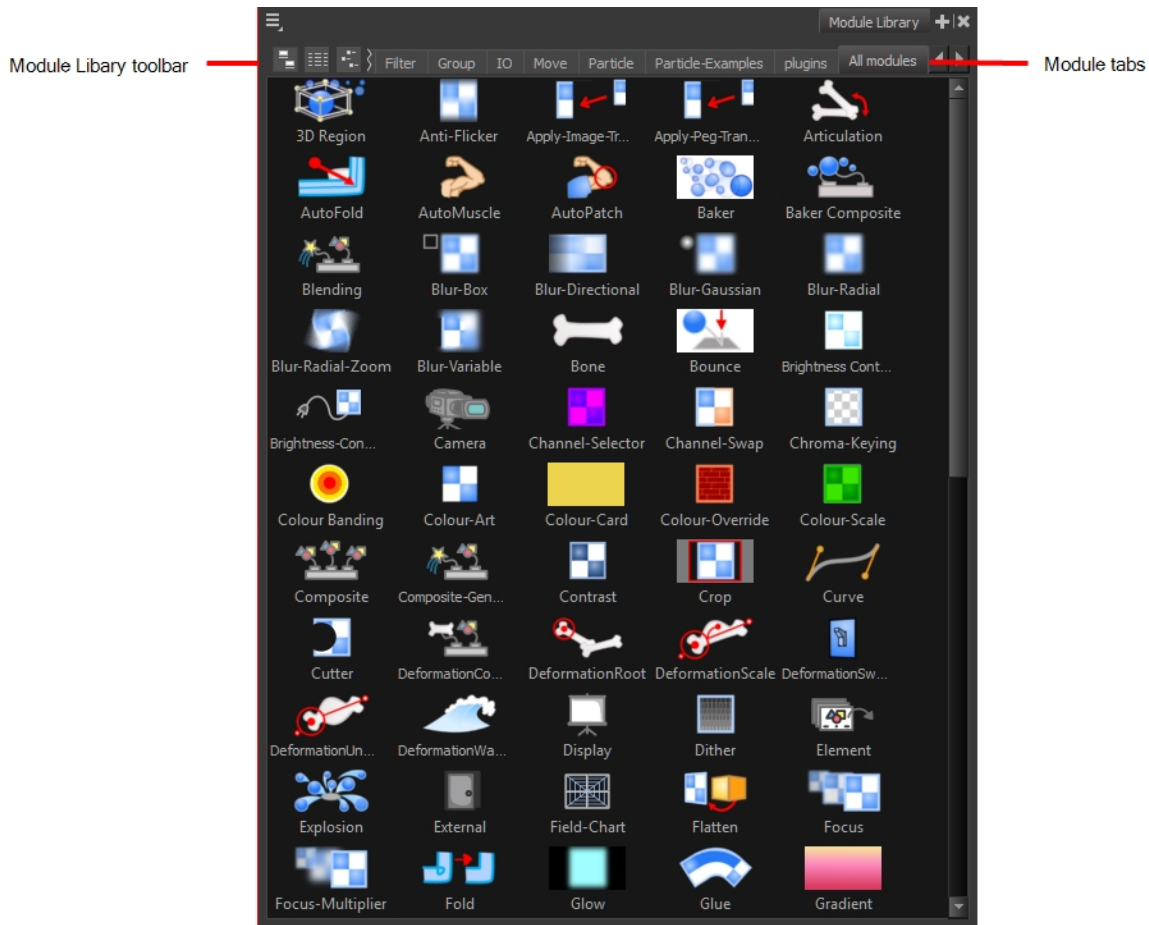 Module Library
Module Libary toolbar
Filter Group IO Move Particle Particle-Examples plugins All modules
Module tabs
3D Region Anti-Flicker Apply-Image-Tr... Apply-Peg-Tran... Articulation
AutoFold AutoMuscle AutoPatch Baker Baker Composite
Blending Blur-Box Blur-Directional Blur-Gaussian Blur-Radial
Blur-Radial-Zoom Blur-Variable Bone Bounce Brightness Cont...
Brightness-Con... Camera Channel-Selector Channel-Swap Chroma-Keying
Colour Banding Colour-Art Colour-Card Colour-Override Colour-Scale
Composite Composite-Gen... Contrast Crop Curve
Cutter DeformationCo... DeformationRoot DeformationScale DeformationSw...
DeformationUn... DeformationWa... Display Dither Element
Explosion External Field-Chart Flatten Focus
Focus-Multiplier Fold Glow Glue Gradient